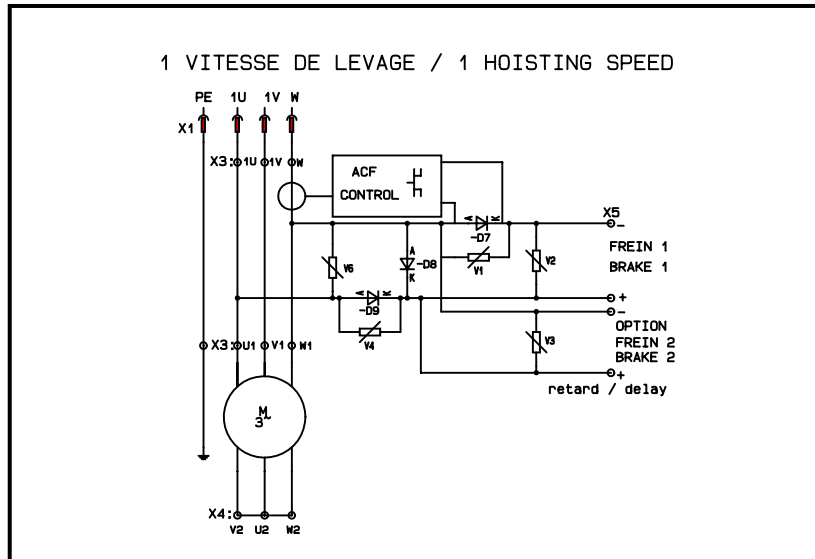 1 VITESSE DE LEVAGE / 1 HOISTING SPEED
PE 1U 1V W
X1
X3: 1U 1V W
ACF
CONTROL
X5
A K
-D7
-
FREIN 1
BRAKE 1
V1
V2
A
-D8
K
V6
A K
-D9
V4
+
-
OPTION
FREIN 2
BRAKE 2
V3
+
retard / delay
X3: U1 V1 W1
M
3~
X4:
V2 U2 W2